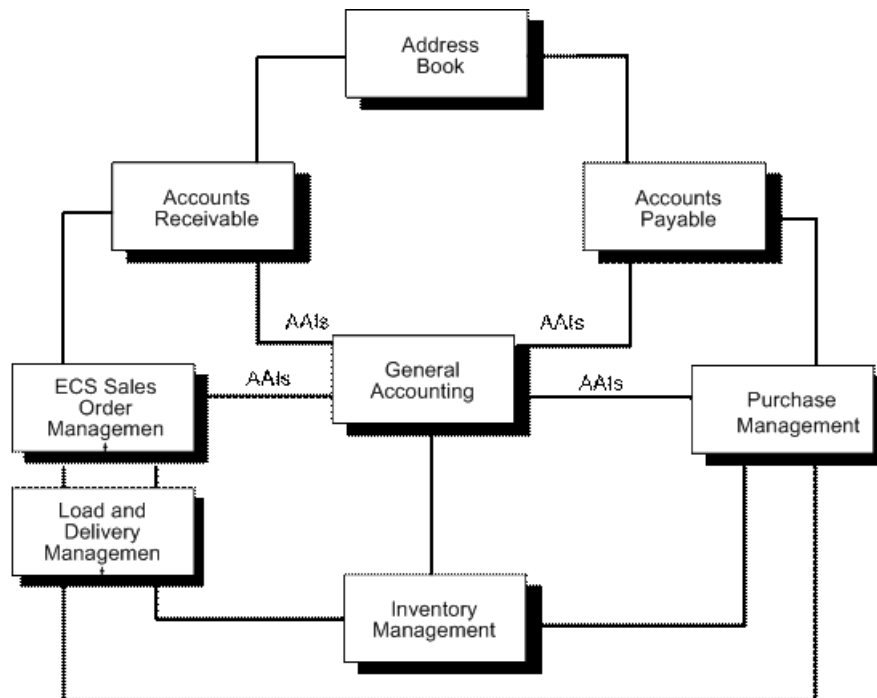 Address
Book
Accounts
Receivable
Accounts
Payable
AAIs
AAIs
General
Accounting
ECS Sales
Order
Managemen
t
AAIs
AAIs
Purchase
Management
Load and
Delivery
Managemen
t
Inventory
Management